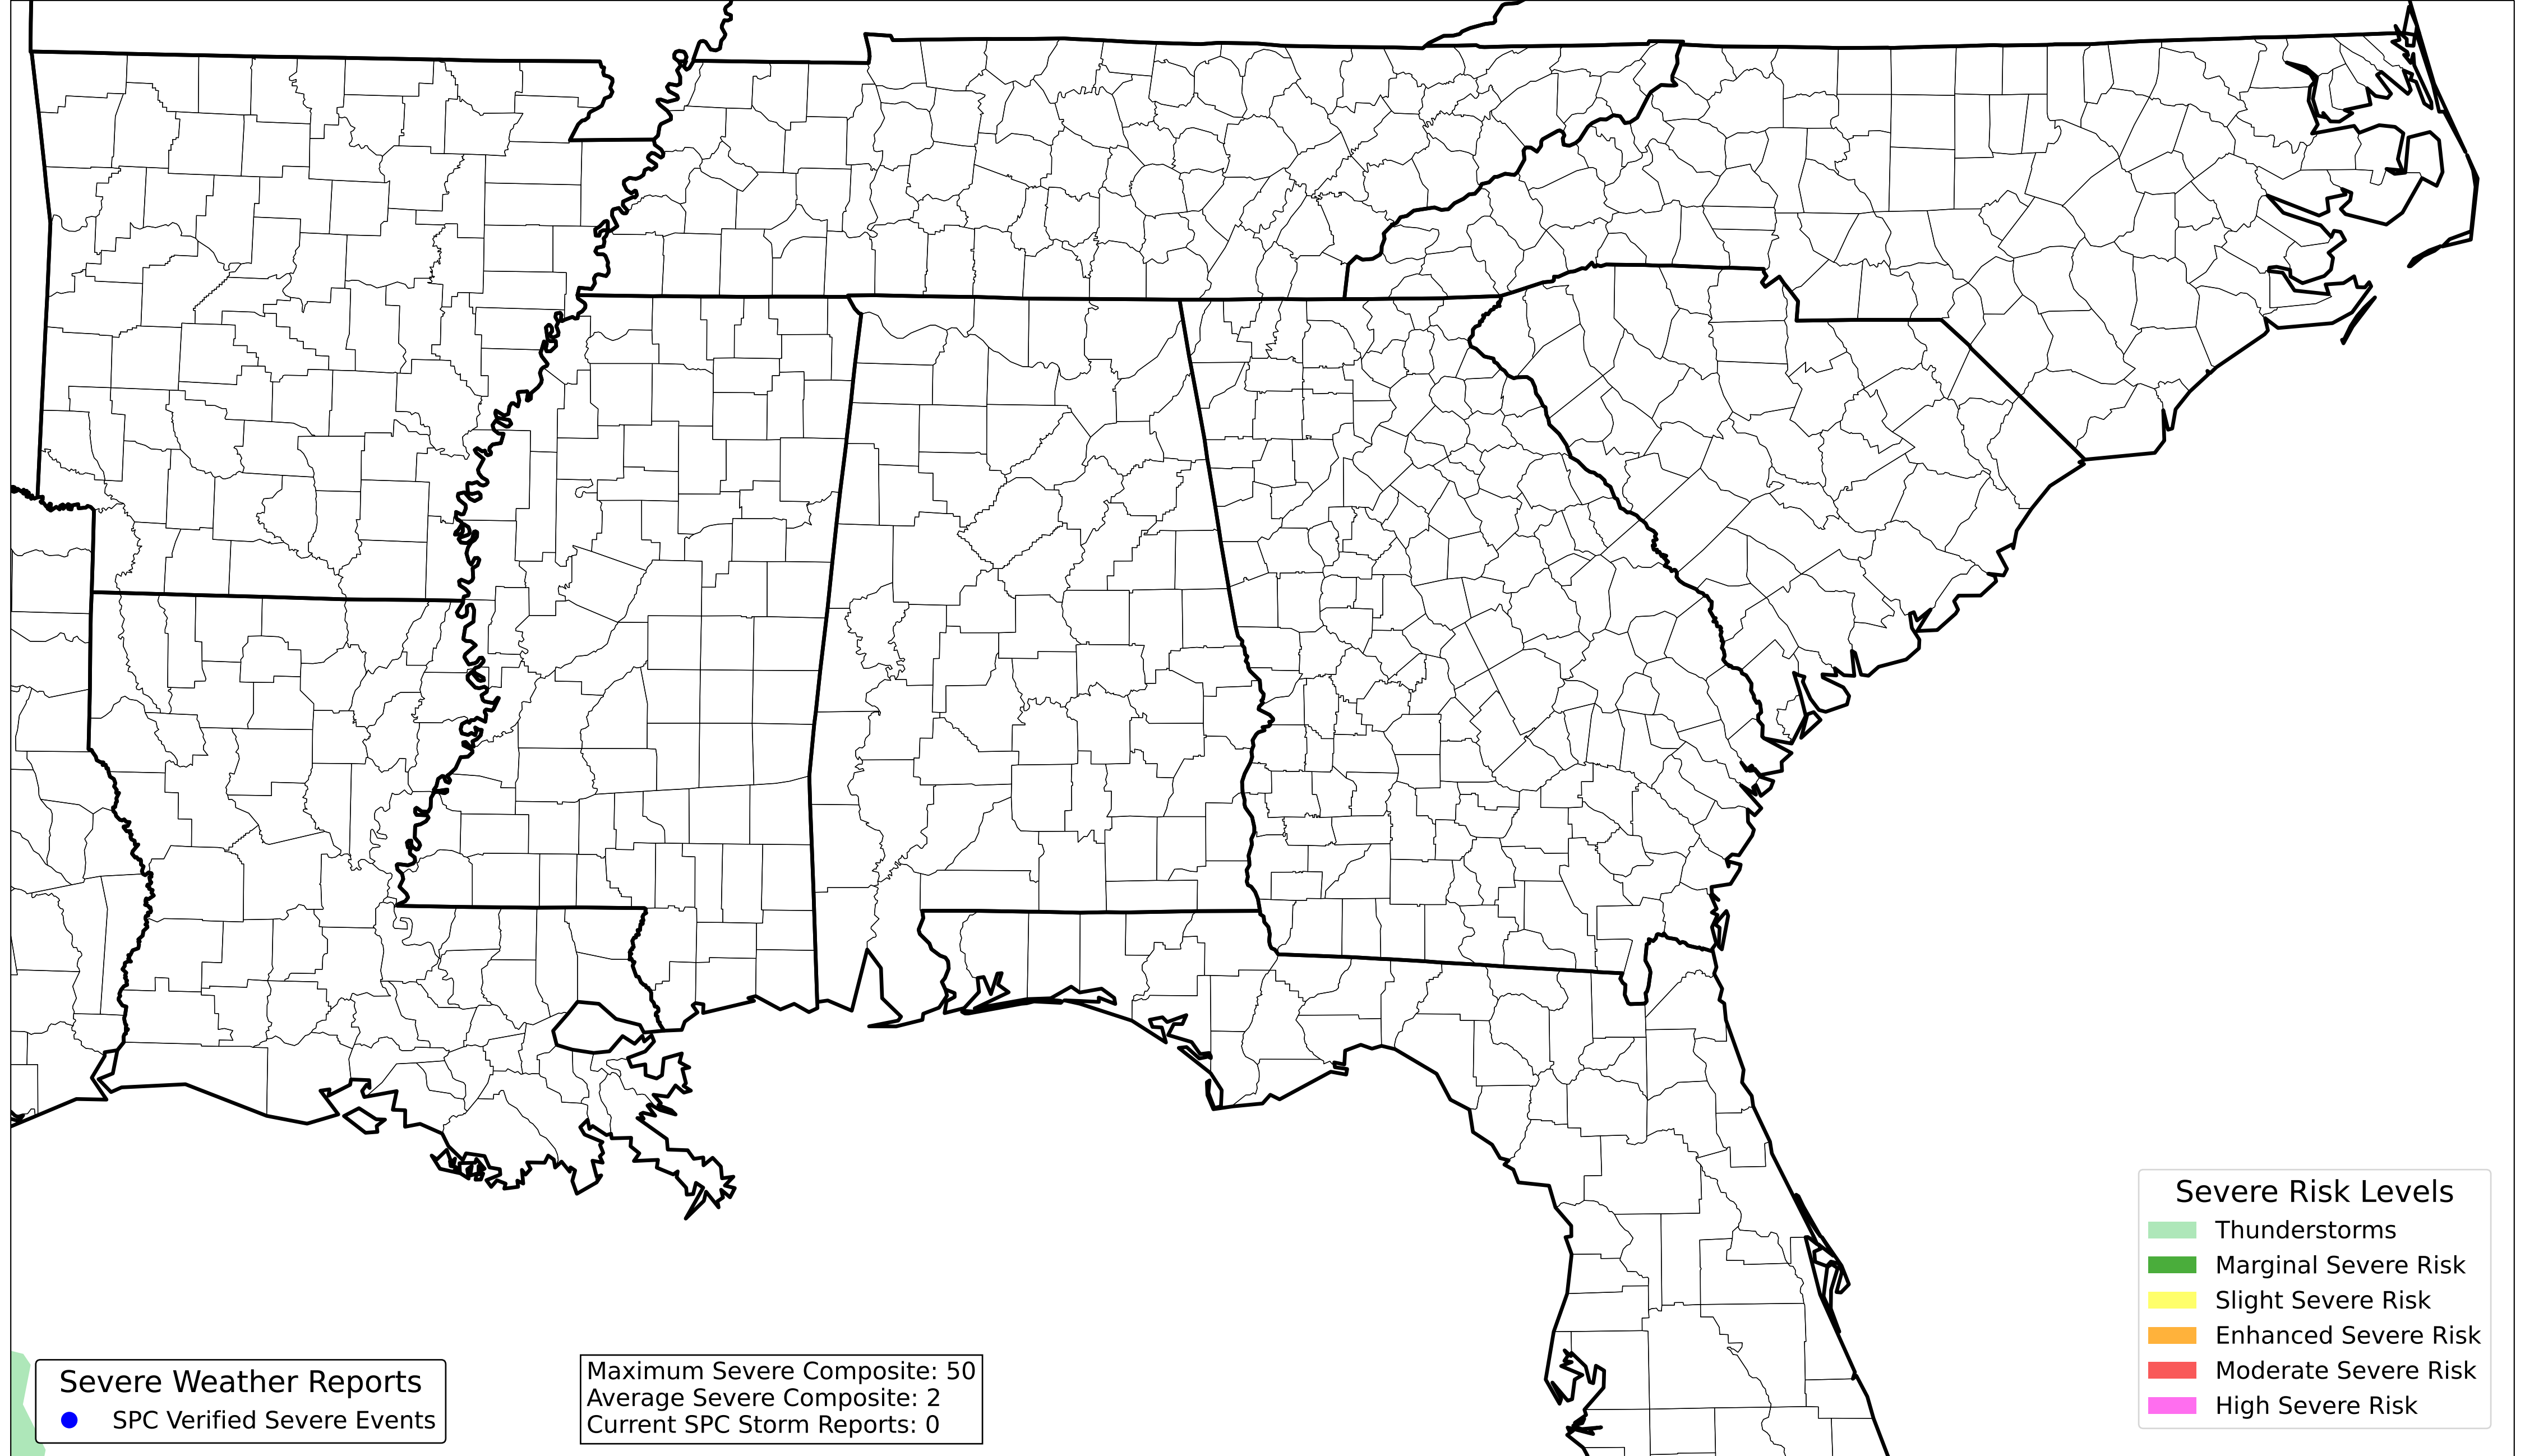 Severe Weather Reports
SPC Verified Severe Events
Maximum Severe Composite: 50
Average Severe Composite: 2
Current SPC Storm Reports: 0
Severe Risk Levels
Thunderstorms
Marginal Severe Risk
Slight Severe Risk
Enhanced Severe Risk
Moderate Severe Risk
High Severe Risk